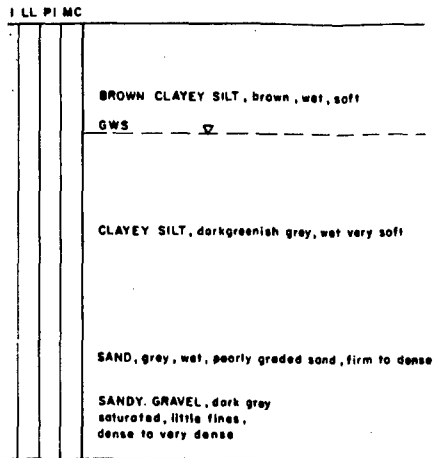 I LL PI MC
BROWN CLAYEY SILT, brown, wet, soft
GWS
CLAYEY SILT, darkgreenish grey, wet very soft
SAND, grey, wet, poorly graded sand, firm to dense
SANDY. GRAVEL, dark grey
saturated, little fines,
dense to very dense